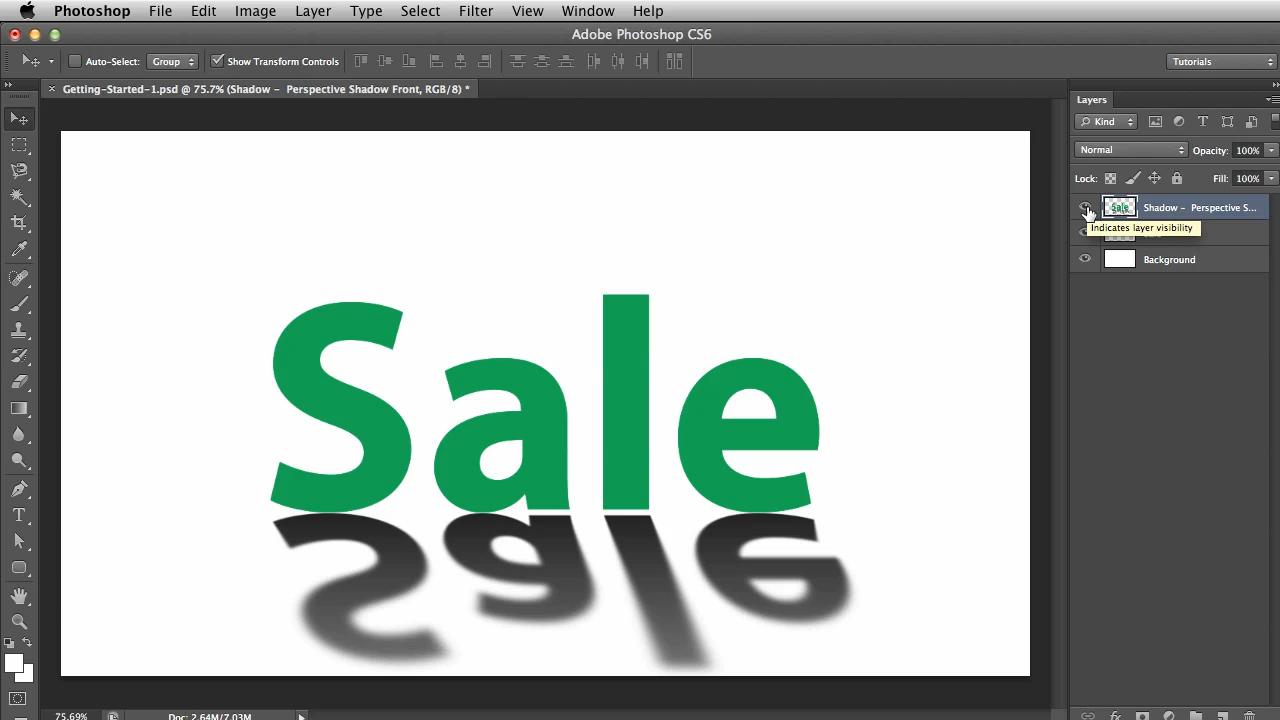 Photoshop File Edit Image Layer Type Select Filter View Window Help
Adobe Photoshop CS6
Auto-Select: Group Show Transform Controls Tutorials
Getting-Started-1.psd @ 75.7% (Shadow - Perspective Shadow Front, RGB/8) *
Layers
Kind
Normal Opacity: 100%
Lock: Fill: 100%
Sale Shadow - Perspective S...
Indicates layer visibility
Background
Sale
Sale
75.69% Doc: 2.64M/7.03M